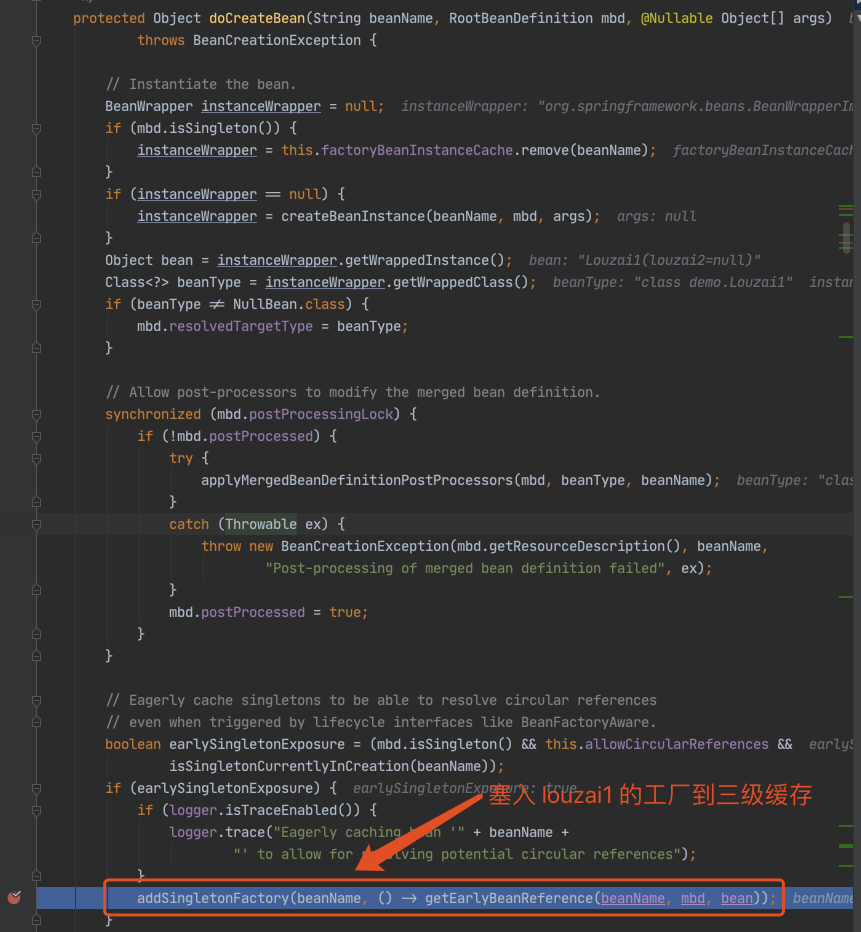 protected Object doCreateBean(String beanName, RootBeanDefinition mbd, @Nullable Object[] args)
throws BeanCreationException {
// Instantiate the bean.
BeanWrapper instanceWrapper = null; instanceWrapper: "org.springframework.beans.BeanWrapperIm
if (mbd.isSingleton()) {
instanceWrapper = this.factoryBeanInstanceCache.remove(beanName); factoryBeanInstanceCach
}
if (instanceWrapper == null) {
instanceWrapper = createBeanInstance(beanName, mbd, args); args: null
}
Object bean = instanceWrapper.getWrappedInstance(); bean: "Louzai1(louzai2=null)"
Class<?> beanType = instanceWrapper.getWrappedClass(); beanType: "class demo.Louzai1" instan
if (beanType != NullBean.class) {
mbd.resolvedTargetType = beanType;
}
// Allow post-processors to modify the merged bean definition.
synchronized (mbd.postProcessingLock) {
if (!mbd.postProcessed) {
try {
applyMergedBeanDefinitionPostProcessors(mbd, beanType, beanName); beanType: "clas
}
catch (Throwable ex) {
throw new BeanCreationException(mbd.getResourceDescription(), beanName,
"Post-processing of merged bean definition failed", ex);
}
mbd.postProcessed = true;
}
}
// Eagerly cache singletons to be able to resolve circular references
// even when triggered by lifecycle interfaces like BeanFactoryAware.
boolean earlySingletonExposure = (mbd.isSingleton() && this.allowCircularReferences && earlyS
isSingletonCurrentlyInCreation(beanName));
if (earlySingletonExposure) { earlySingletonExposure: true
塞入 louzai1 的工厂到三级缓存
if (logger.isTraceEnabled()) {
logger.trace("Eagerly caching bean '" + beanName +
"' to allow for resolving potential circular references");
}
addSingletonFactory(beanName, () -> getEarlyBeanReference(beanName, mbd, bean)); beanName
}